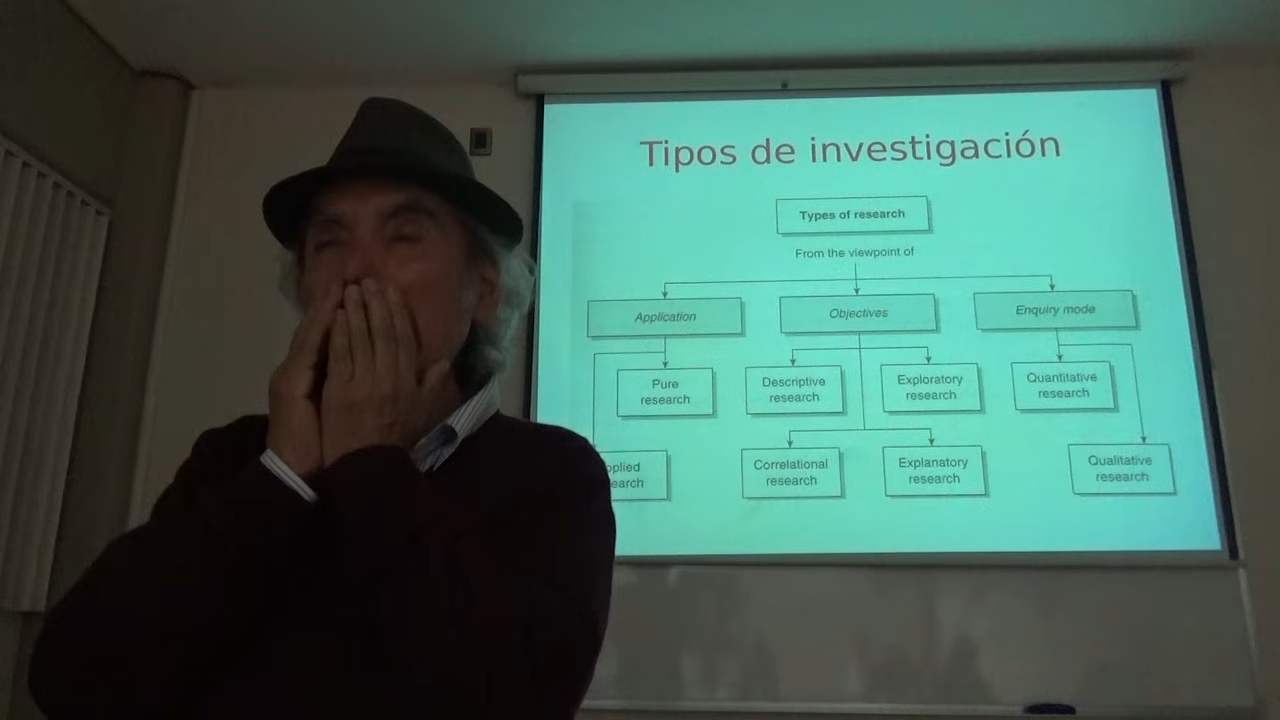 Tipos de investigación
Types of research
From the viewpoint of
Application
Objectives
Enquiry mode
Pure
research
Descriptive
research
Exploratory
research
Quantitative
research
Correlational
research
Explanatory
research
Qualitative
research